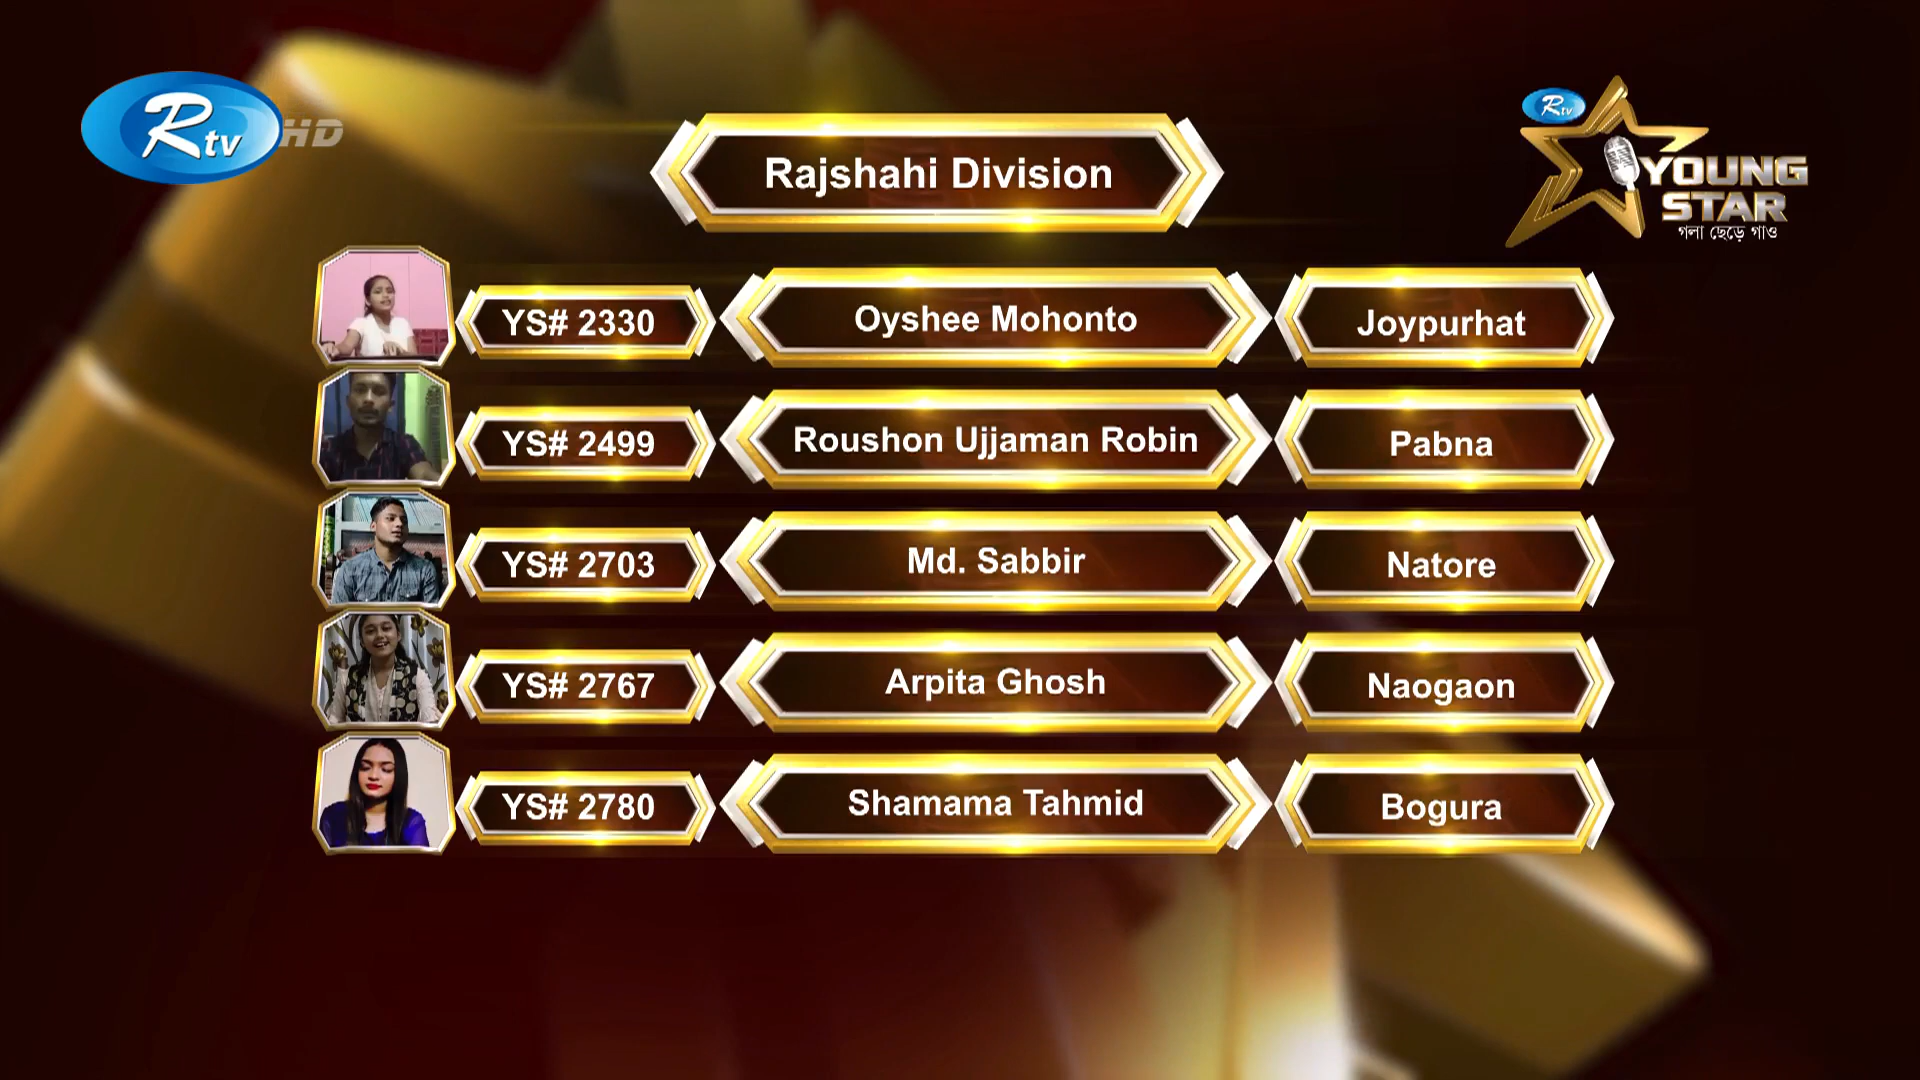 Rtv HD
Rajshahi Division
Rtv
YOUNG
STAR
গলা ছেড়ে গাও
YS# 2330 Oyshee Mohonto Joypurhat
YS# 2499 Roushon Ujjaman Robin Pabna
YS# 2703 Md. Sabbir Natore
YS# 2767 Arpita Ghosh Naogaon
YS# 2780 Shamama Tahmid Bogura